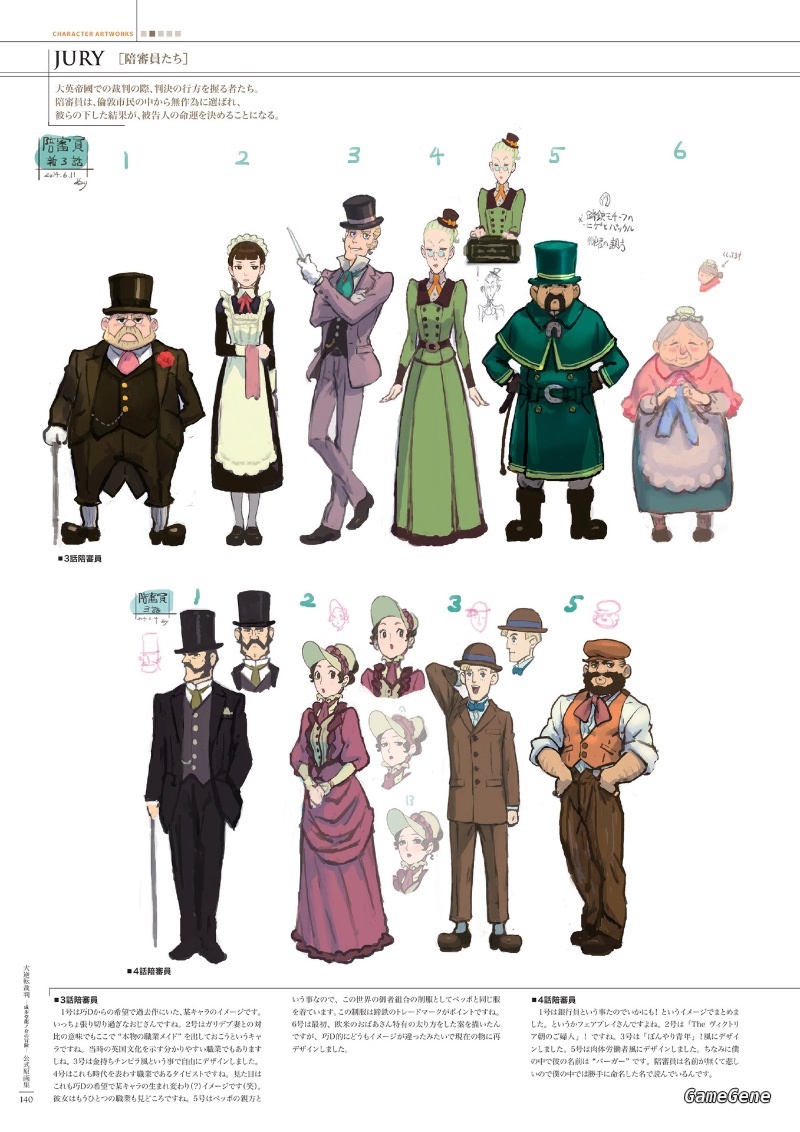 CHARACTER ARTWORKS
JURY [陪審員たち]
大英帝國での裁判の際、判決の行方を握る者たち。
陪審員は、倫敦市民の中から無作為に選ばれ、
彼らの下した結果が、被告人の命運を決めることになる。
陪審員
第3話
2014.6.11
1 2 3 4 5 6
■3話陪審員
陪審員
3話
1 2 3 5
■4話陪審員
■3話陪審員
1号は巧Dからの希望で過去作にいた、某キャラのイメージです。
いっちょ張り切り過ぎなおじさんですね。2号はガリデブ妻との対
比の意味でもここで“本物の職業メイド”を出しておこうというキャ
ラですね。当時の英国文化を示す分かりやすい職業でもあります
しね。3号は金持ちチンピラ風という事で自由にデザインしました。
4号はこれも時代を表わす職業であるタイピストですね。見た目は
これも巧Dの希望で某キャラの生まれ変わり(?)イメージです(笑)。
彼女はもうひとつの職業も見どころですね。5号はベッポの親方と
いう事なので、この世界の御者組合の制服としてベッポと同じ服
を着ています。この制服は蹄鉄のトレードマークがポイントですね。
6号は最初、欧米のおばあさん特有の太り方をした案を描いたん
ですが、巧D的にどうもイメージが違ったみたいで現在の物に再
デザインしました。
■4話陪審員
1号は銀行員という事だったのでいかにも!というイメージでまとめま
した。というかフェアプレイさんですよね。2号は「The ヴィクトリ
ア朝のご婦人」!ですね。3号は「ぼんやり青年」!風にデザイ
ンしました。5号は肉体労働者風にデザインしました。ちなみに僕
の中で彼の名前は“バーガー”です。陪審員は名前が無くて悲し
いので僕の中では勝手に命名した名で読んでいるんです。
140
GameGene